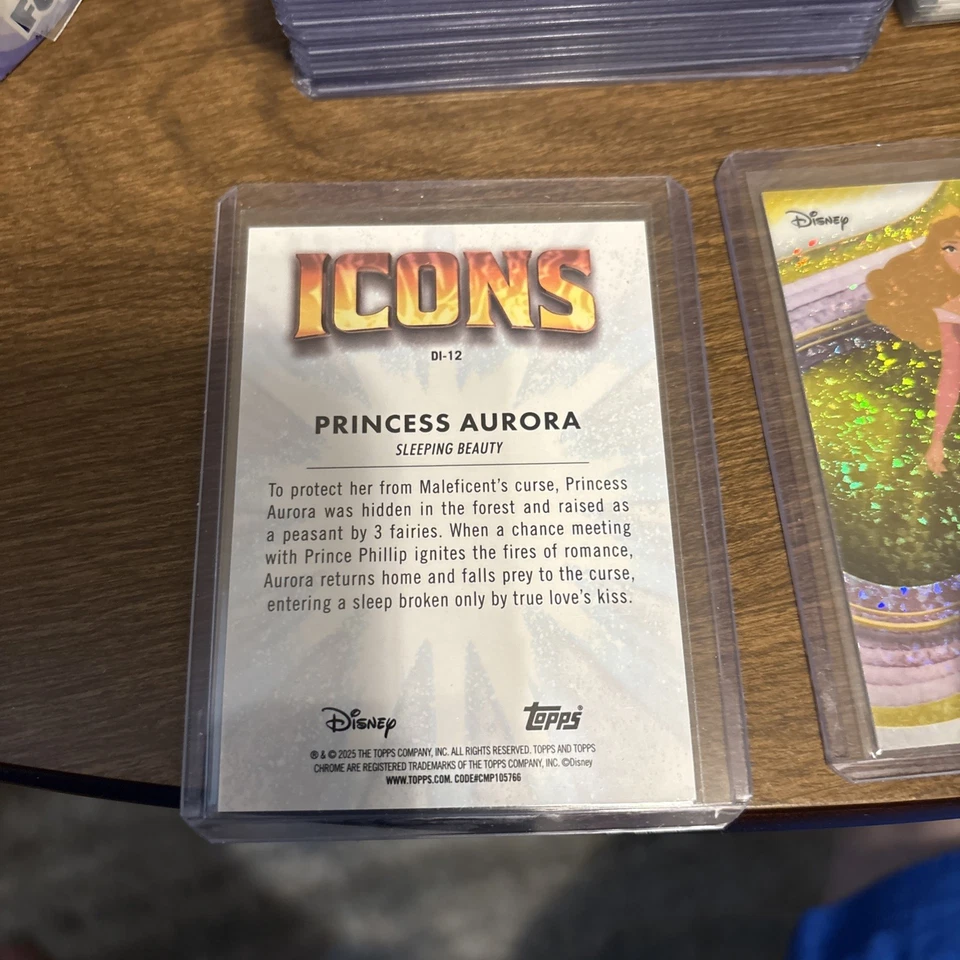 ICONS
DI-12
PRINCESS AURORA
SLEEPING BEAUTY
To protect her from Maleficent's curse, Princess
Aurora was hidden in the forest and raised as
a peasant by 3 fairies. When a chance meeting
with Prince Phillip ignites the fires of romance,
Aurora returns home and falls prey to the curse,
entering a sleep broken only by true love's kiss.
Disney
Topps®
® & © 2025 THE TOPPS COMPANY, INC. ALL RIGHTS RESERVED. TOPPS AND TOPPS
CHROME ARE REGISTERED TRADEMARKS OF THE TOPPS COMPANY, INC. ©Disney
WWW.TOPPS.COM. CODE#CMP105766
Disney